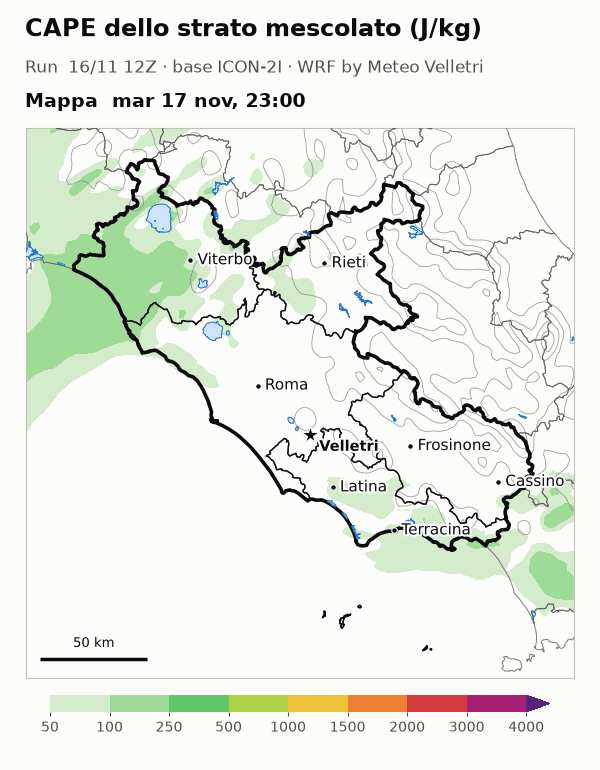 CAPE dello strato mescolato (J/kg)
Run 16/11 12Z · base ICON-2I · WRF by Meteo Velletri
Mappa mar 17 nov, 23:00
Viterbo
Rieti
Roma
Velletri
Frosinone
Cassino
Latina
Terracina
50 km
50 100 250 500 1000 1500 2000 3000 4000